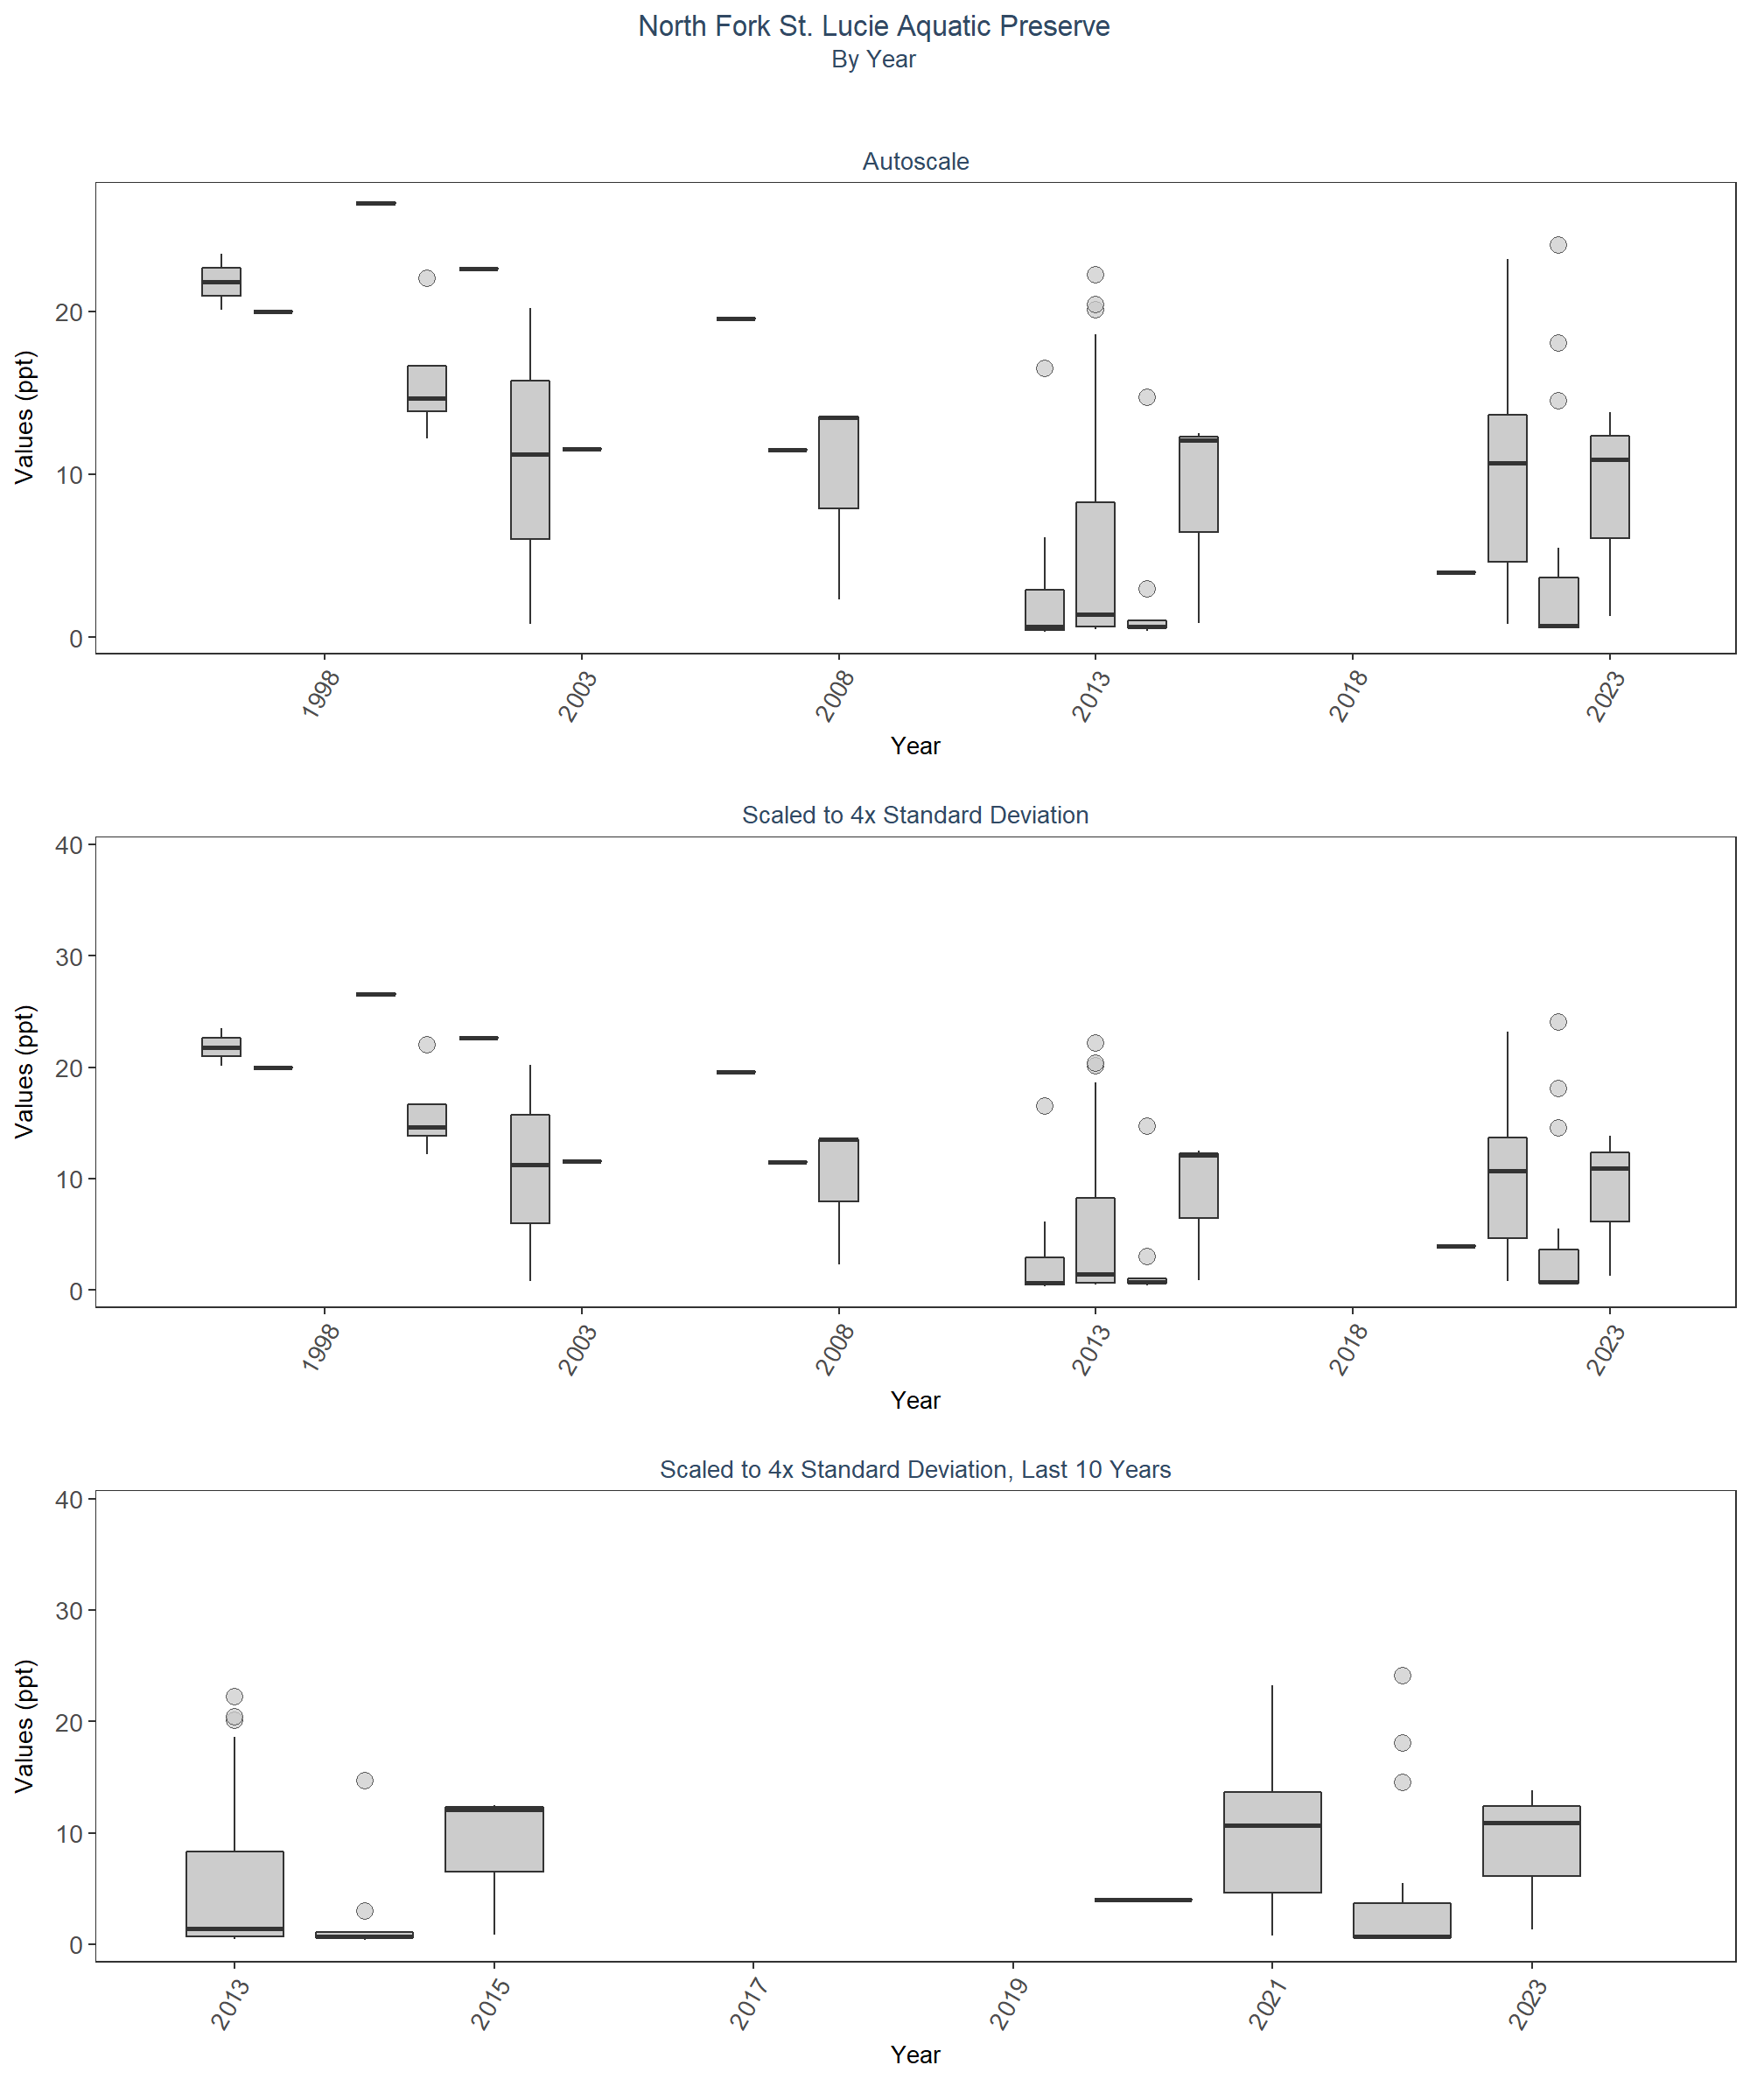 North Fork St. Lucie Aquatic Preserve
By Year
Autoscale
Values (ppt)
20
10
0
1998 2003 2008 2013 2018 2023
Year
Scaled to 4x Standard Deviation
Values (ppt)
40
30
20
10
0
1998 2003 2008 2013 2018 2023
Year
Scaled to 4x Standard Deviation, Last 10 Years
Values (ppt)
40
30
20
10
0
2013 2015 2017 2019 2021 2023
Year